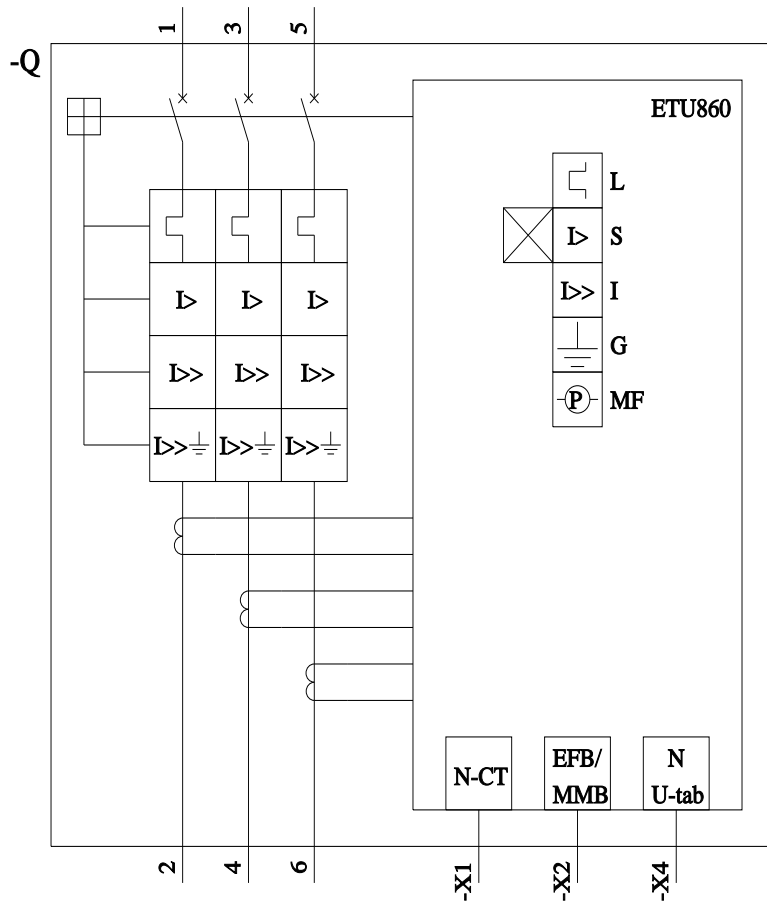 1 3 5
-Q
ETU860
L
I> S
I> I> I>
I>> I
I>> I>> I>>
G
P MF
I>> I>> I>>
N-CT
EFB/
MMB
N
U-tab
2 4 6
-X1 -X2 -X4